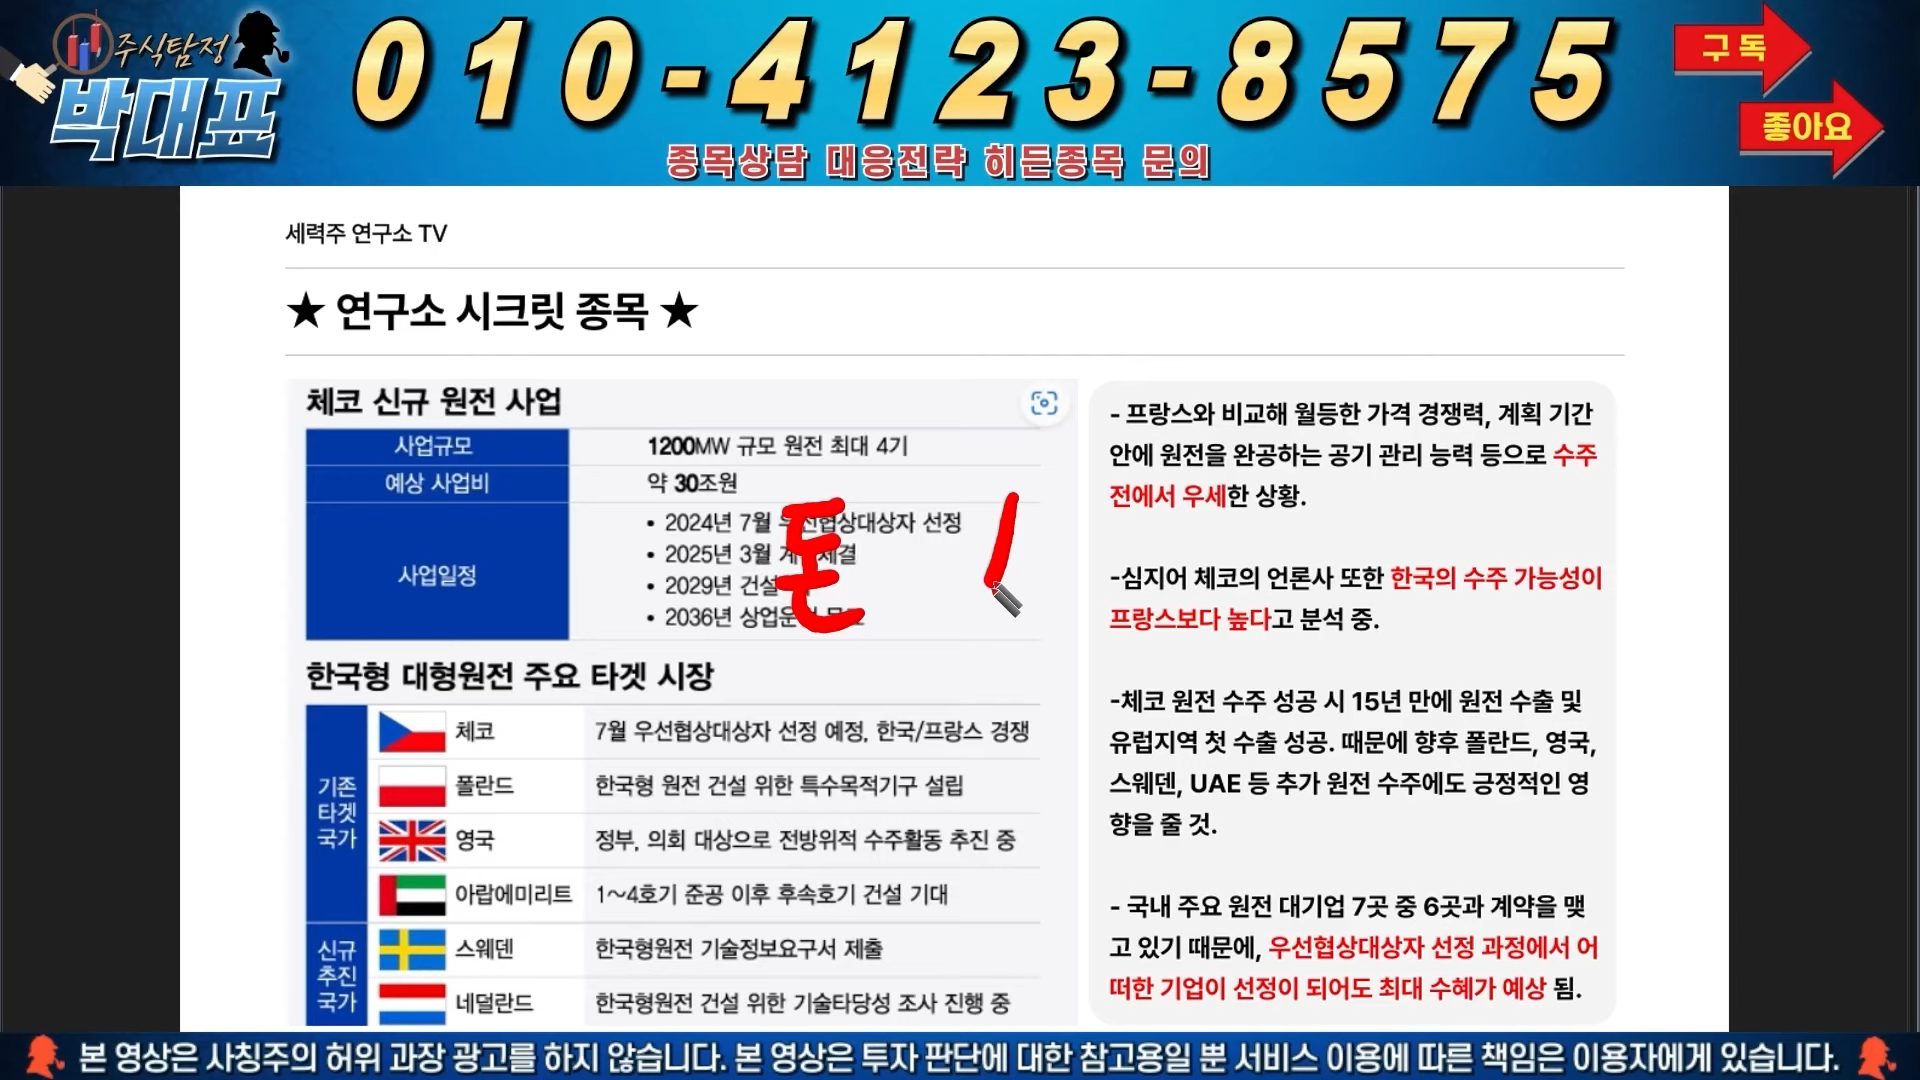 주식탐정
박대표
010-4123-8575
종목상담 대응전략 히든종목 문의
구독
좋아요
세력주 연구소 TV
★ 연구소 시크릿 종목 ★
체코 신규 원전 사업
사업규모 1200MW 규모 원전 최대 4기
예상 사업비 약 30조원
사업일정
• 2024년 7월 우선협상대상자 선정
• 2025년 3월 계 체결
• 2029년 건설
• 2036년 상업운
돈
한국형 대형원전 주요 타겟 시장
기존 타겟 국가
체코 7월 우선협상대상자 선정 예정, 한국/프랑스 경쟁
폴란드 한국형 원전 건설 위한 특수목적기구 설립
영국 정부, 의회 대상으로 전방위적 수주활동 추진 중
아랍에미리트 1~4호기 준공 이후 후속호기 건설 기대
신규 추진 국가
스웨덴 한국형원전 기술정보요구서 제출
네덜란드 한국형원전 건설 위한 기술타당성 조사 진행 중
- 프랑스와 비교해 월등한 가격 경쟁력, 계획 기간
안에 원전을 완공하는 공기 관리 능력 등으로 수주
전에서 우세한 상황.
-심지어 체코의 언론사 또한 한국의 수주 가능성이
프랑스보다 높다고 분석 중.
-체코 원전 수주 성공 시 15년 만에 원전 수출 및
유럽지역 첫 수출 성공. 때문에 향후 폴란드, 영국,
스웨덴, UAE 등 추가 원전 수주에도 긍정적인 영
향을 줄 것.
- 국내 주요 원전 대기업 7곳 중 6곳과 계약을 맺
고 있기 때문에, 우선협상대상자 선정 과정에서 어
떠한 기업이 선정이 되어도 최대 수혜가 예상 됨.
본 영상은 사칭주의 허위 과장 광고를 하지 않습니다. 본 영상은 투자 판단에 대한 참고용일 뿐 서비스 이용에 따른 책임은 이용자에게 있습니다.